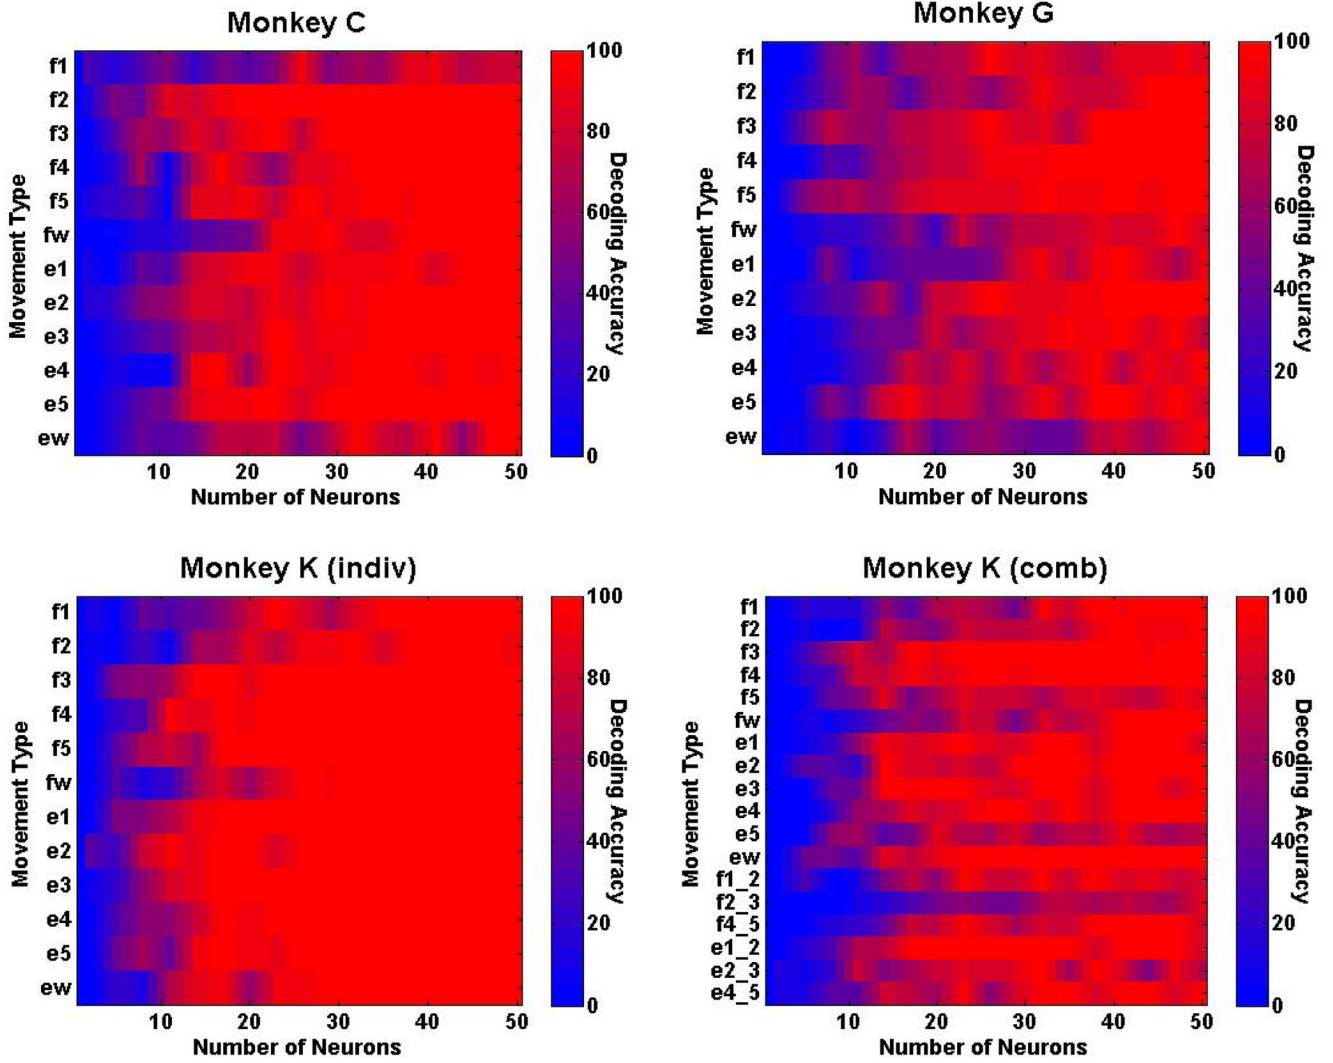 Monkey C
Monkey G
f1
f2
f3
f4
f5
fw
e1
e2
e3
e4
e5
ew
Movement Type
10 20 30 40 50
Number of Neurons
100
80
60
40
20
0
Decoding Accuracy
f1
f2
f3
f4
f5
fw
e1
e2
e3
e4
e5
ew
Movement Type
10 20 30 40 50
Number of Neurons
100
80
60
40
20
0
Decoding Accuracy
Monkey K (indiv)
Monkey K (comb)
f1
f2
f3
f4
f5
fw
e1
e2
e3
e4
e5
ew
Movement Type
10 20 30 40 50
Number of Neurons
100
80
60
40
20
0
Decoding Accuracy
f1
f2
f3
f4
f5
fw
e1
e2
e3
e4
e5
ew
f1_2
f2_3
f4_5
e1_2
e2_3
e4_5
Movement Type
10 20 30 40 50
Number of Neurons
100
80
60
40
20
0
Decoding Accuracy